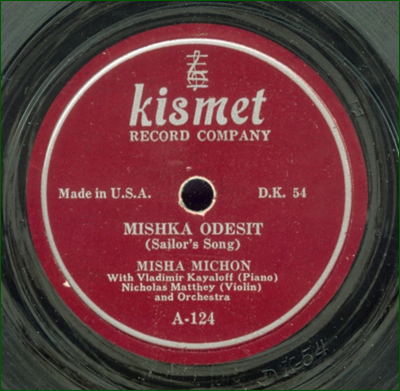 kismet
RECORD COMPANY
Made in U.S.A. D.K. 54
MISHKA ODESIT
(Sailor's Song)
MISHA MICHON
With Vladimir Kayaloff (Piano)
Nicholas Matthey (Violin)
and Orchestra
A-124
DK54